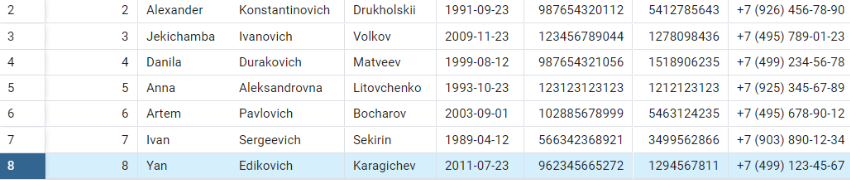 2 2 Alexander Konstantinovich Drukholskii 1991-09-23 987654320112 5412785643 +7 (926) 456-78-90
3 3 Jekichamba Ivanovich Volkov 2009-11-23 123456789044 1278098436 +7 (495) 789-01-23
4 4 Danila Durakovich Matveev 1999-08-12 987654321056 1518906235 +7 (499) 234-56-78
5 5 Anna Aleksandrovna Litovchenko 1993-10-23 123123123123 1212123123 +7 (925) 345-67-89
6 6 Artem Pavlovich Bocharov 2003-09-01 102885678999 5463124235 +7 (495) 678-90-12
7 7 Ivan Sergeevich Sekirin 1989-04-12 566342368921 3499562866 +7 (903) 890-12-34
8 8 Yan Edikovich Karagichev 2011-07-23 962345665272 1294567811 +7 (499) 123-45-67